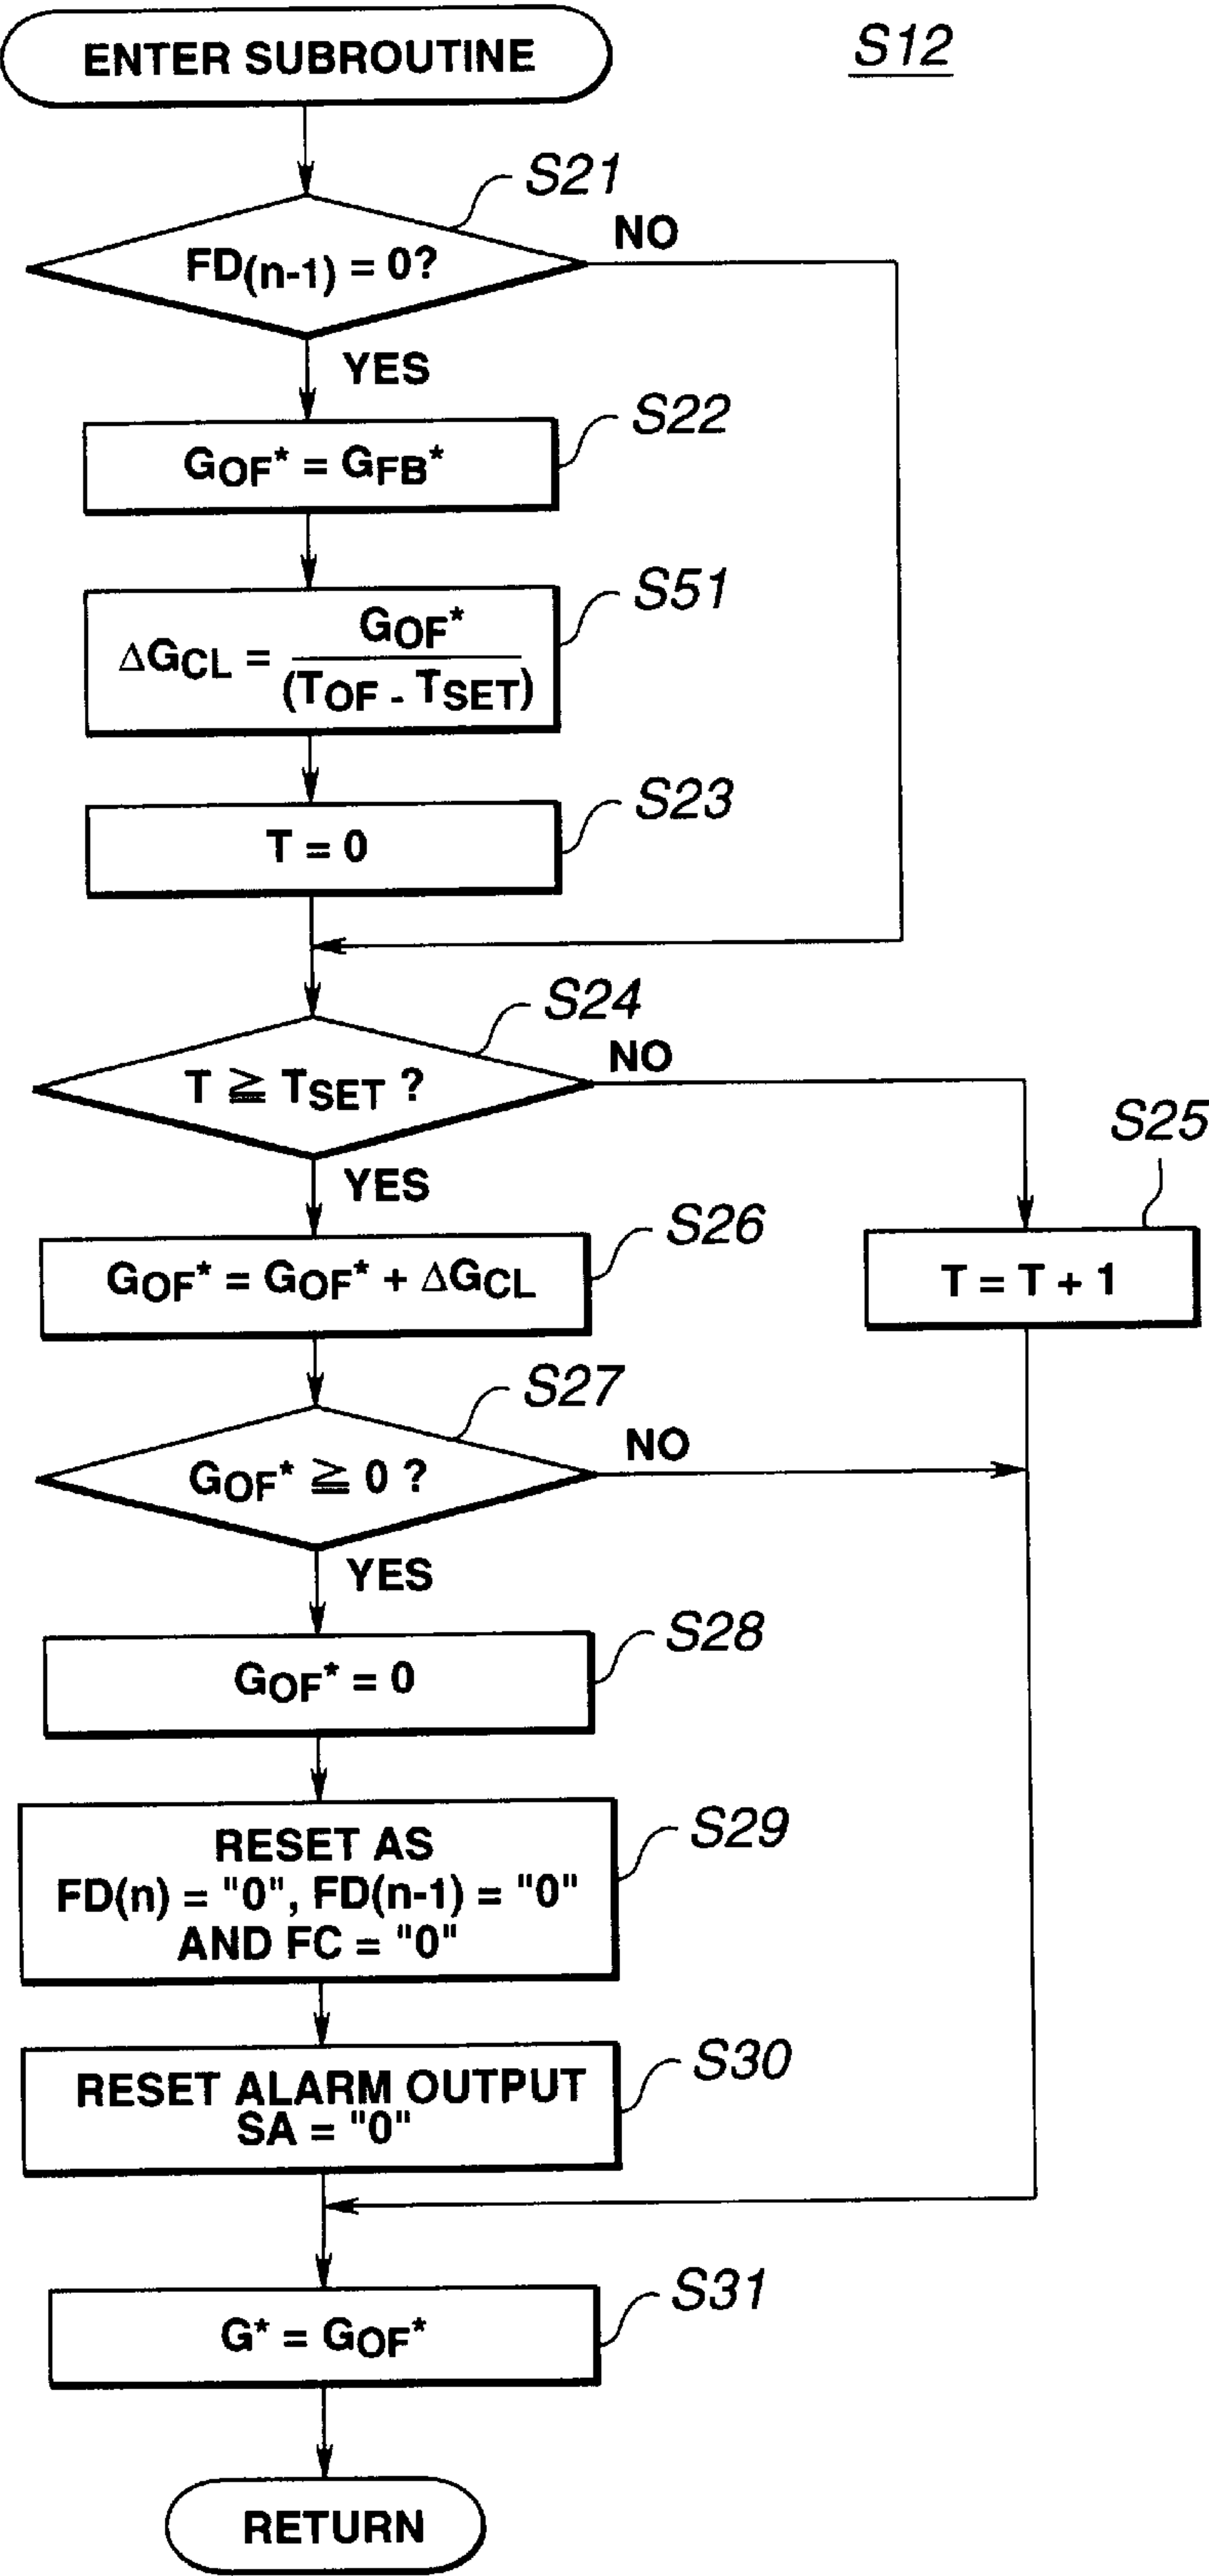 ENTER SUBROUTINE
S12
S21
FD(n-1) = 0?
NO
YES
S22
GOF* = GFB*
S51
ΔGCL = GOF* / (TOF - TSET)
S23
T = 0
S24
T ≧ TSET ?
NO
YES
S25
T = T + 1
S26
GOF* = GOF* + ΔGCL
S27
GOF* ≧ 0 ?
NO
YES
S28
GOF* = 0
S29
RESET AS
FD(n) = "0", FD(n-1) = "0"
AND FC = "0"
S30
RESET ALARM OUTPUT
SA = "0"
S31
G* = GOF*
RETURN